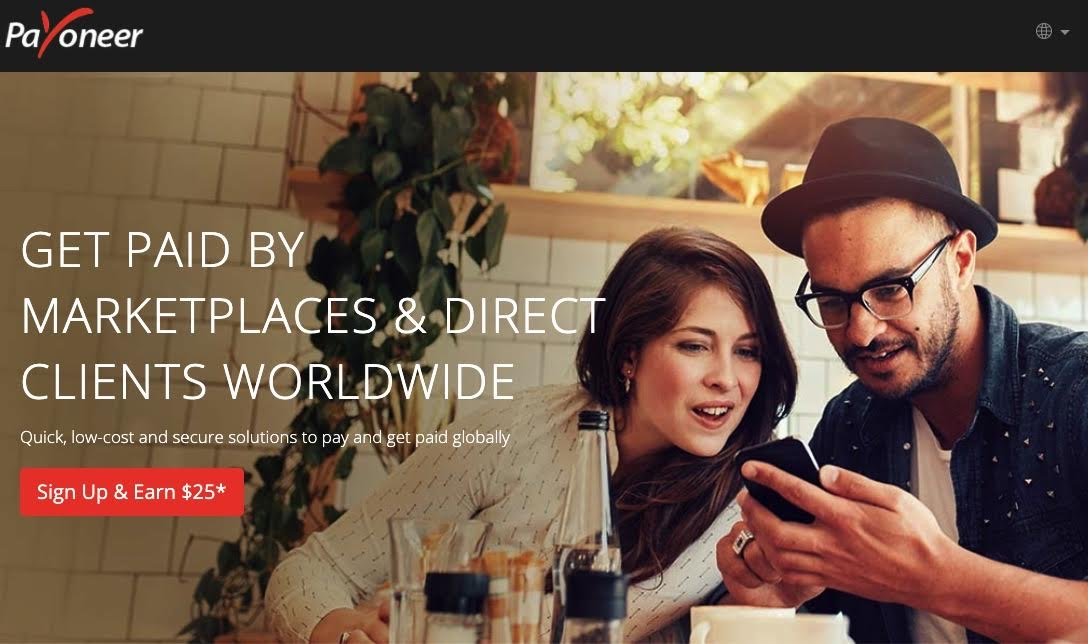 Payoneer
GET PAID BY
MARKETPLACES & DIRECT
CLIENTS WORLDWIDE
Quick, low-cost and secure solutions to pay and get paid globally
Sign Up & Earn $25*